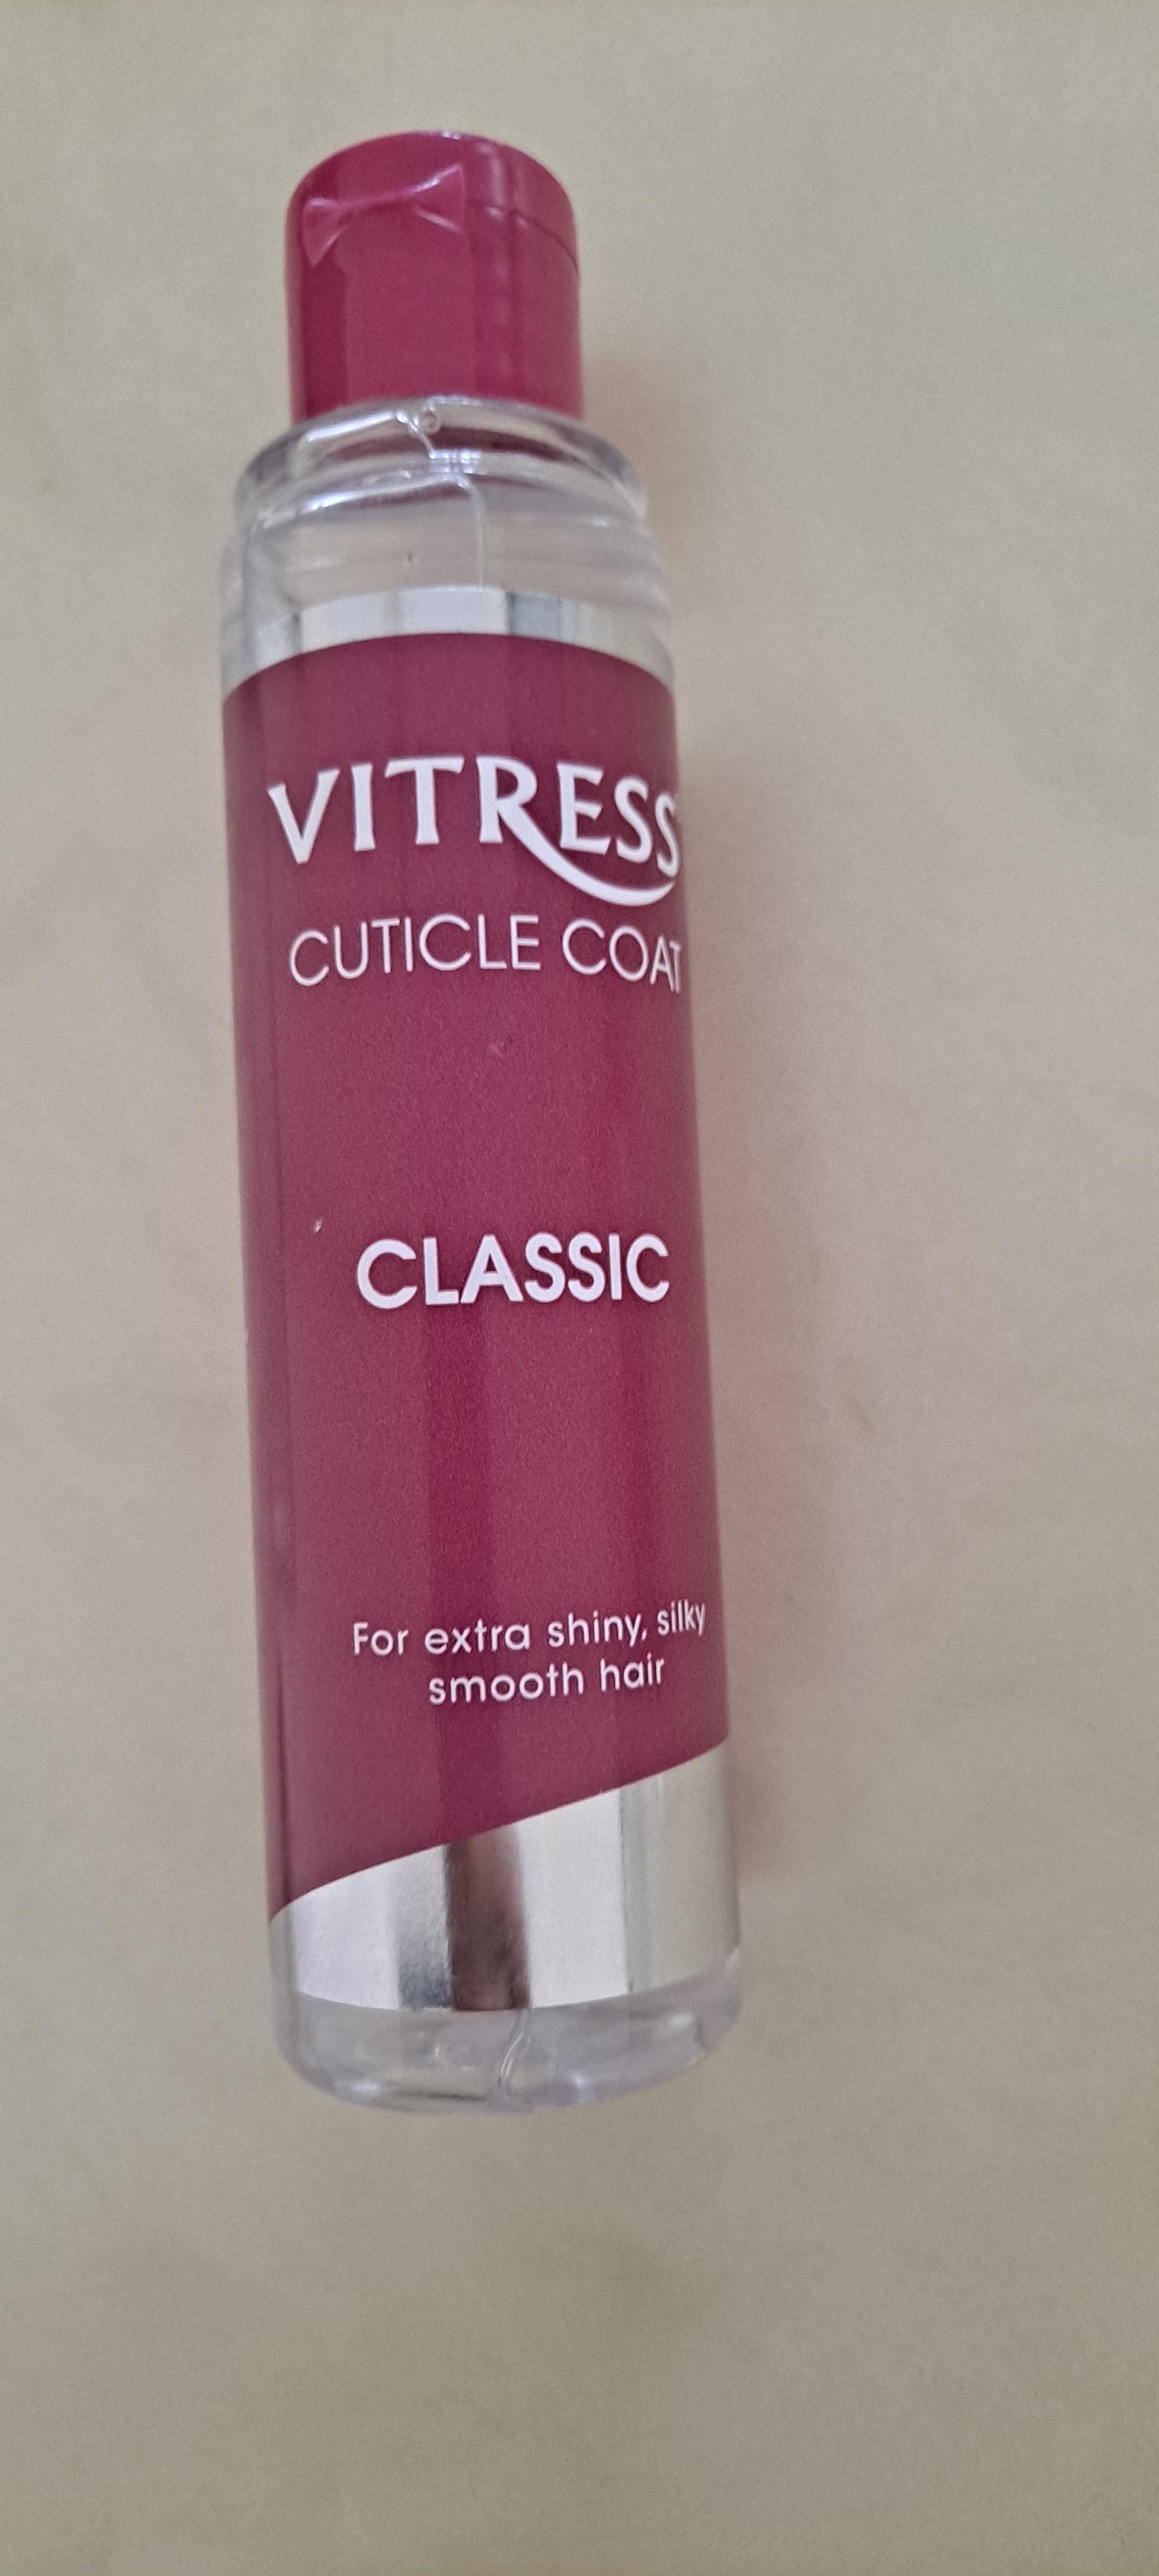 VITRESS
CUTICLE COAT
CLASSIC
For extra shiny, silky
smooth hair